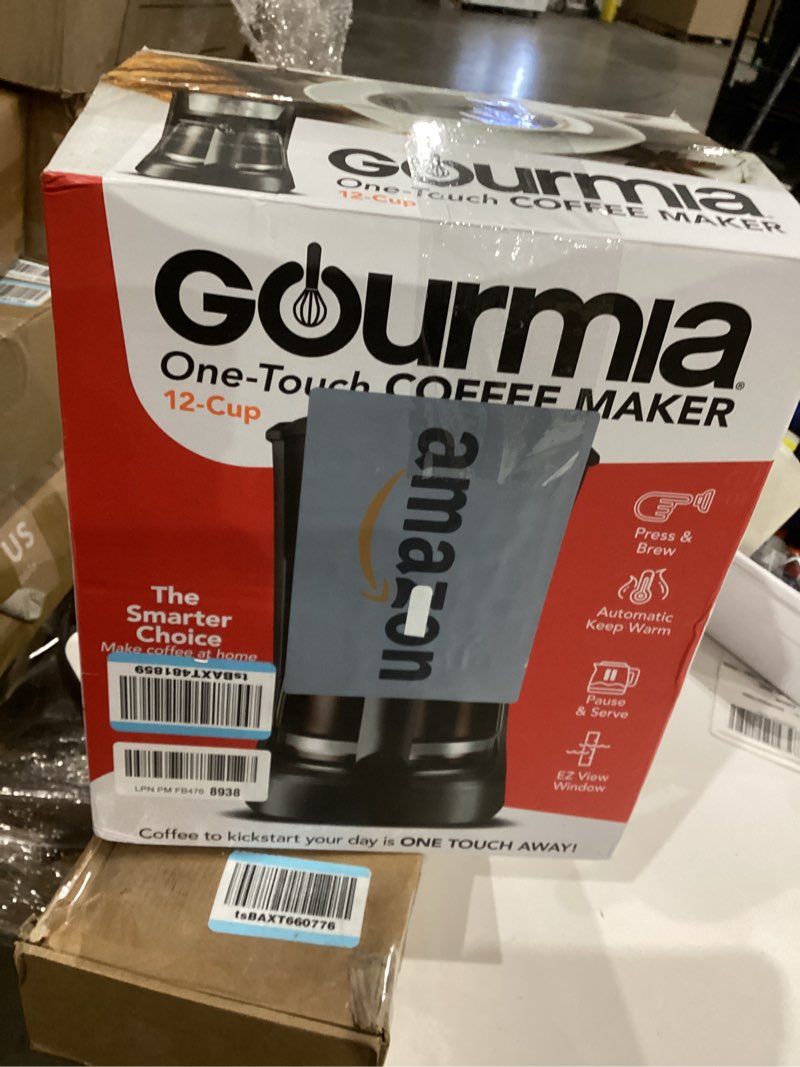 Gourmia
One-Touch COFFEE MAKER
12-Cup
Gourmia®
One-Touch COFFEE MAKER
12-Cup
amazon
Press &
Brew
Automatic
Keep Warm
Pause
& Serve
EZ View
Window
The
Smarter
Choice
Make coffee at home
tsBAXT481859
LPN PM FB476 8938
Coffee to kickstart your day is ONE TOUCH AWAY!
tsBAXT660776
US